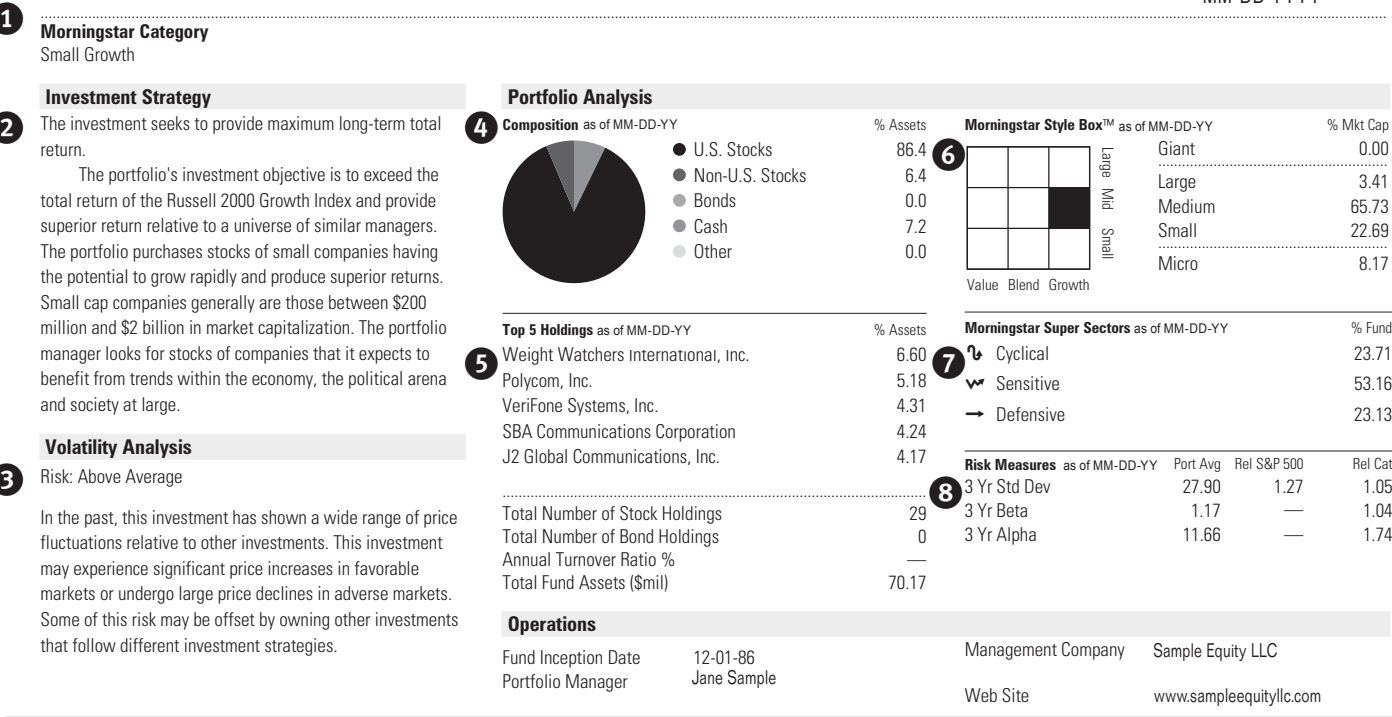 1
Morningstar Category
Small Growth
Investment Strategy
2
The investment seeks to provide maximum long-term total
return.
The portfolio's investment objective is to exceed the
total return of the Russell 2000 Growth Index and provide
superior return relative to a universe of similar managers.
The portfolio purchases stocks of small companies having
the potential to grow rapidly and produce superior returns.
Small cap companies generally are those between $200
million and $2 billion in market capitalization. The portfolio
manager looks for stocks of companies that it expects to
benefit from trends within the economy, the political arena
and society at large.
Volatility Analysis
3
Risk: Above Average
In the past, this investment has shown a wide range of price
fluctuations relative to other investments. This investment
may experience significant price increases in favorable
markets or undergo large price declines in adverse markets.
Some of this risk may be offset by owning other investments
that follow different investment strategies.
Portfolio Analysis
4
Composition as of MM-DD-YY % Assets
U.S. Stocks 86.4
Non-U.S. Stocks 6.4
Bonds 0.0
Cash 7.2
Other 0.0
5
Top 5 Holdings as of MM-DD-YY % Assets
Weight Watchers International, Inc. 6.60
Polycom, Inc. 5.18
VeriFone Systems, Inc. 4.31
SBA Communications Corporation 4.24
J2 Global Communications, Inc. 4.17
Total Number of Stock Holdings 29
Total Number of Bond Holdings 0
Annual Turnover Ratio % —
Total Fund Assets ($mil) 70.17
6
Morningstar Style Box™ as of MM-DD-YY % Mkt Cap
Large
Mid
Small
Value Blend Growth
Giant 0.00
Large 3.41
Medium 65.73
Small 22.69
Micro 8.17
7
Morningstar Super Sectors as of MM-DD-YY % Fund
Cyclical 23.71
Sensitive 53.16
Defensive 23.13
8
Risk Measures as of MM-DD-YY Port Avg Rel S&P 500 Rel Cat
3 Yr Std Dev 27.90 1.27 1.05
3 Yr Beta 1.17 — 1.04
3 Yr Alpha 11.66 — 1.74
Operations
Fund Inception Date 12-01-86
Portfolio Manager Jane Sample
Management Company Sample Equity LLC
Web Site www.sampleequityllc.com